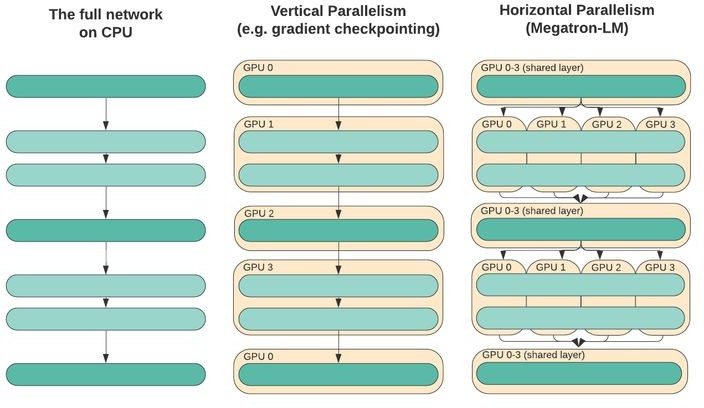 The full network
on CPU
Vertical Parallelism
(e.g. gradient checkpointing)
GPU 0
GPU 1
GPU 2
GPU 3
GPU 0
Horizontal Parallelism
(Megatron-LM)
GPU 0-3 (shared layer)
GPU 0 GPU 1 GPU 2 GPU 3
GPU 0-3 (shared layer)
GPU 0 GPU 1 GPU 2 GPU 3
GPU 0-3 (shared layer)